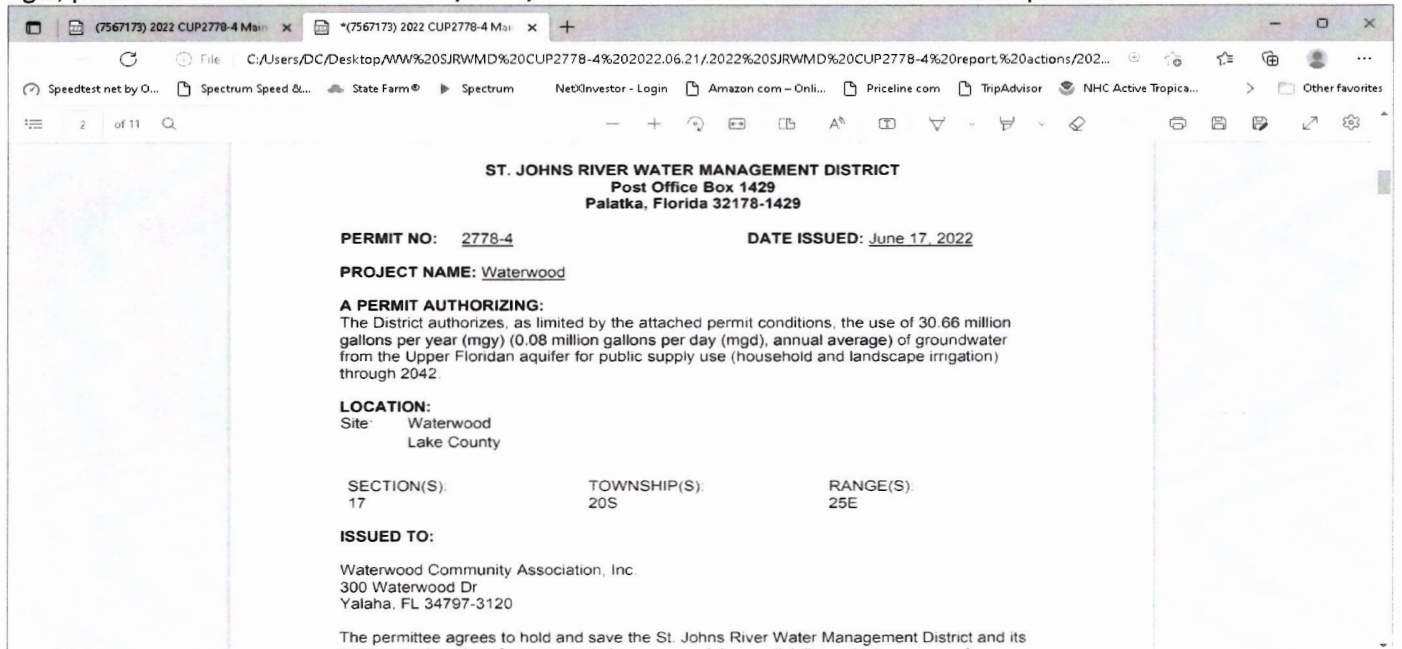 (7567173) 2022 CUP2778-4 Main
*(7567173) 2022 CUP2778-4 Mai
File C:/Users/DC/Desktop/WW%20SJRWMD%20CUP2778-4%202022.06.21/.2022%20SJRWMD%20CUP2778-4%20report,%20actions/202...
Speedtest.net by O... Spectrum Speed &... State Farm® Spectrum NetXInvestor - Login Amazon com – Onli... Priceline com TripAdvisor NHC Active Tropica... Other favorites
2 of 11
ST. JOHNS RIVER WATER MANAGEMENT DISTRICT
Post Office Box 1429
Palatka, Florida 32178-1429
PERMIT NO: 2778-4 DATE ISSUED: June 17, 2022
PROJECT NAME: Waterwood
A PERMIT AUTHORIZING:
The District authorizes, as limited by the attached permit conditions, the use of 30.66 million
gallons per year (mgy) (0.08 million gallons per day (mgd), annual average) of groundwater
from the Upper Floridan aquifer for public supply use (household and landscape irrigation)
through 2042.
LOCATION:
Site: Waterwood
Lake County
SECTION(S): TOWNSHIP(S): RANGE(S):
17 20S 25E
ISSUED TO:
Waterwood Community Association, Inc.
300 Waterwood Dr
Yalaha, FL 34797-3120
The permittee agrees to hold and save the St. Johns River Water Management District and its